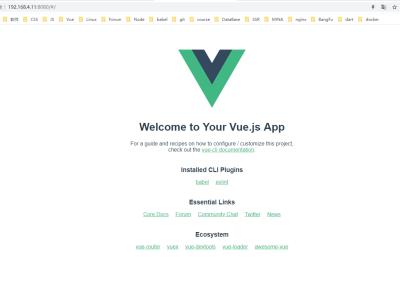 192.168.4.11:8080/#/
CSS JS Vue Linux Forum Node babel git course DataBase SSR MYNA nginx BangFu dart docker
Welcome to Your Vue.js App
For a guide and recipes on how to configure / customize this project,
check out the vue-cli documentation.
Installed CLI Plugins
babel eslint
Essential Links
Core Docs Forum Community Chat Twitter News
Ecosystem
vue-router vuex vue-devtools vue-loader awesome-vue